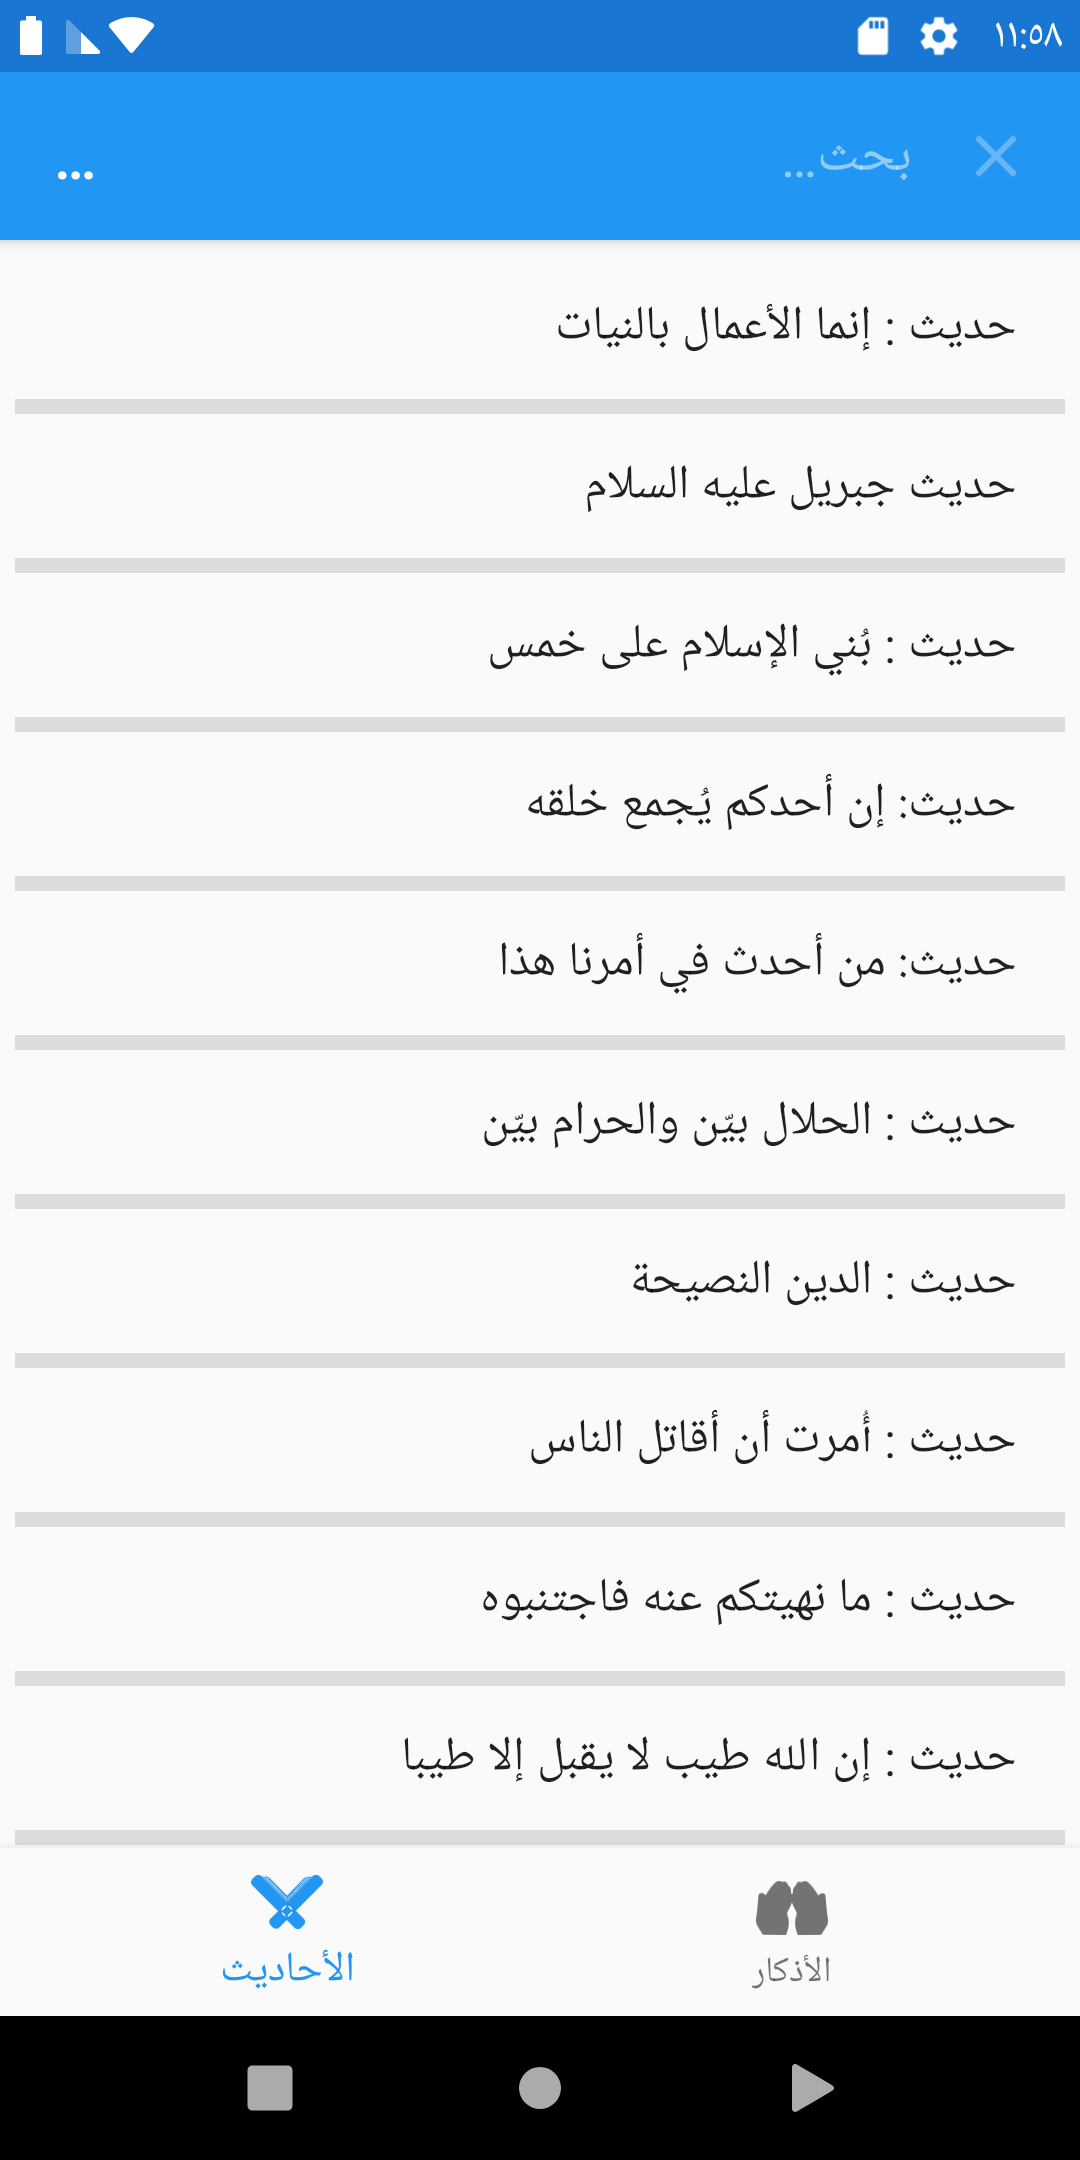 ١١:٥٨
بحث...
...
حديث : إنما الأعمال بالنيات
حديث جبريل عليه السلام
حديث : بُني الإسلام على خمس
حديث: إن أحدكم يُجمع خلقه
حديث: من أحدث في أمرنا هذا
حديث : الحلال بيّن والحرام بيّن
حديث : الدين النصيحة
حديث : أُمرت أن أقاتل الناس
حديث : ما نهيتكم عنه فاجتنبوه
حديث : إن الله طيب لا يقبل إلا طيبا
الأذكار
الأحاديث